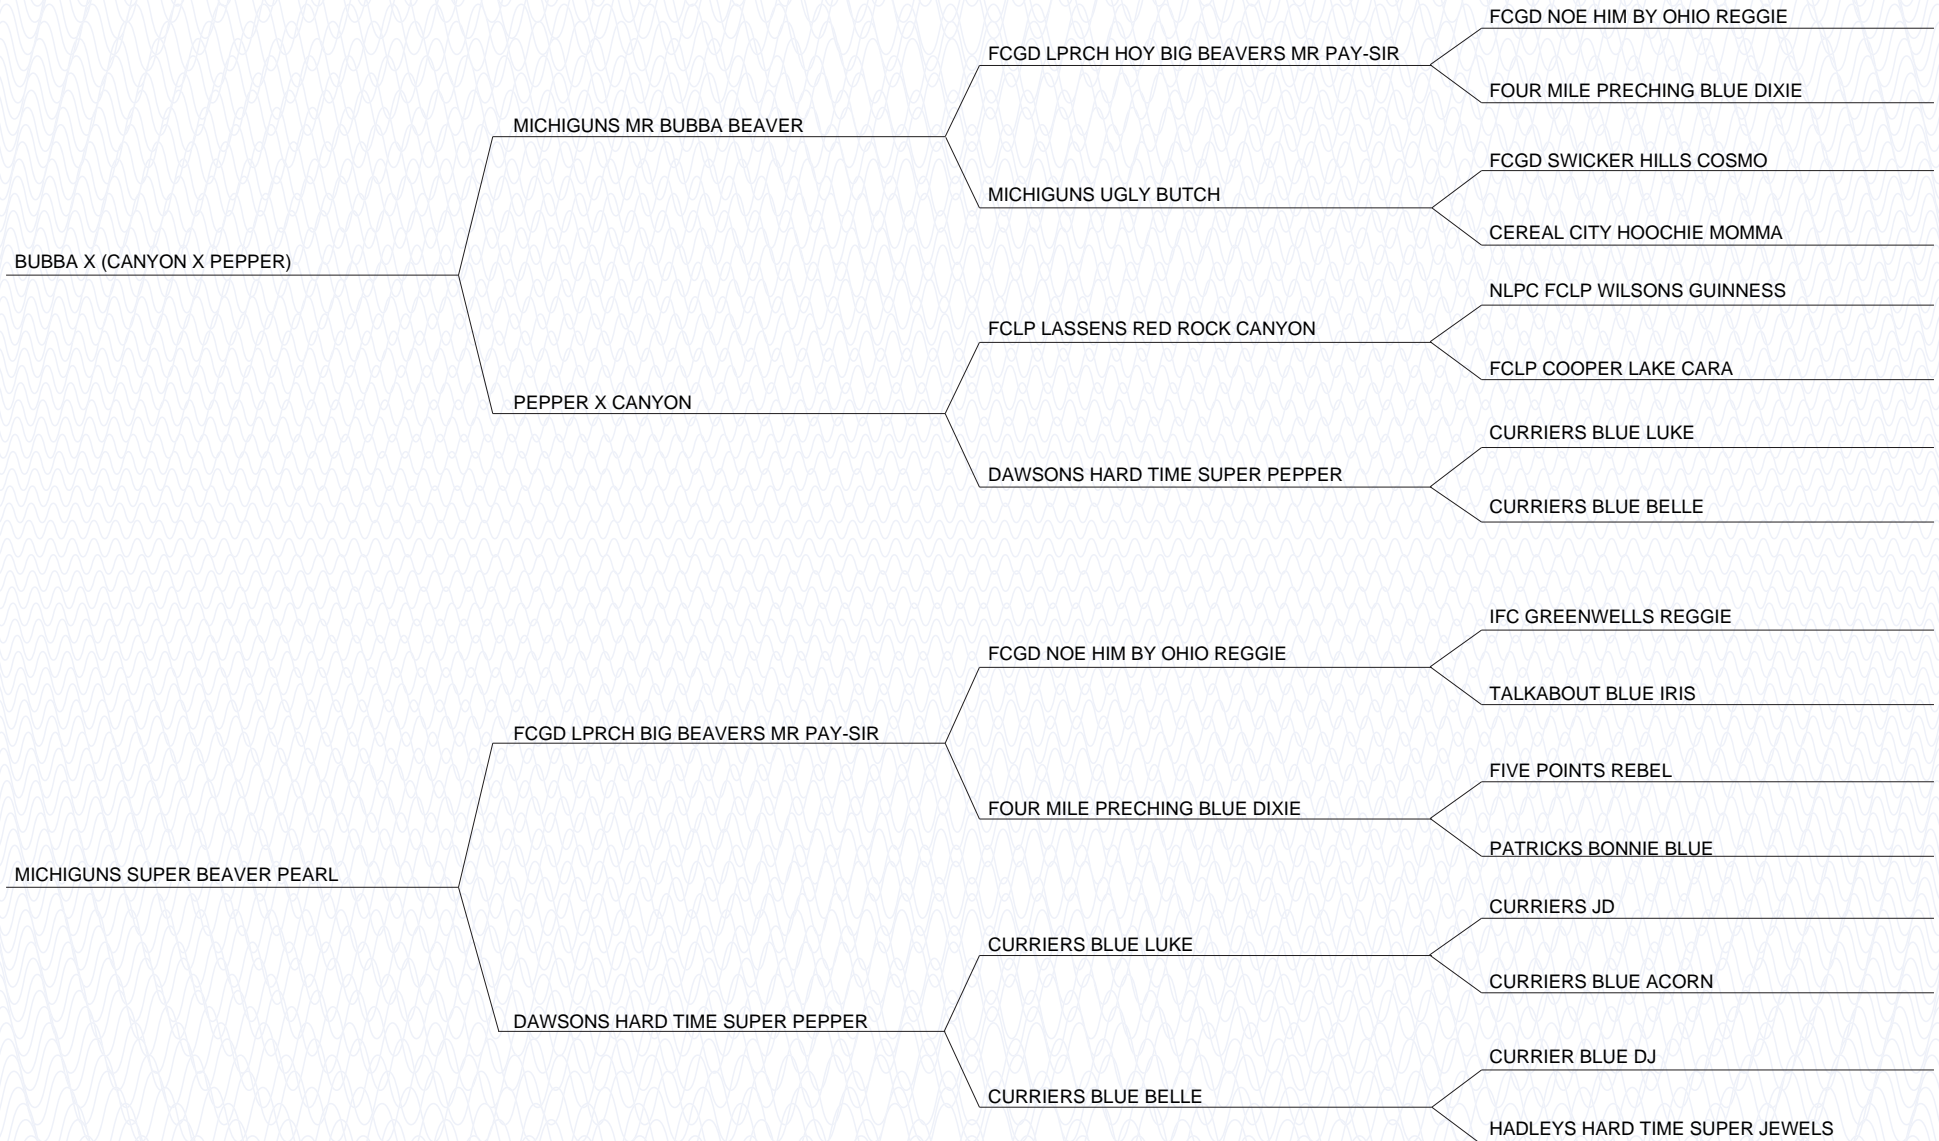 FCGD NOE HIM BY OHIO REGGIE
FCGD LPRCH HOY BIG BEAVERS MR PAY-SIR
FOUR MILE PRECHING BLUE DIXIE
MICHIGUNS MR BUBBA BEAVER
FCGD SWICKER HILLS COSMO
MICHIGUNS UGLY BUTCH
CEREAL CITY HOOCHIE MOMMA
BUBBA X (CANYON X PEPPER)
NLPC FCLP WILSONS GUINNESS
FCLP LASSENS RED ROCK CANYON
FCLP COOPER LAKE CARA
PEPPER X CANYON
CURRIERS BLUE LUKE
DAWSONS HARD TIME SUPER PEPPER
CURRIERS BLUE BELLE
IFC GREENWELLS REGGIE
FCGD NOE HIM BY OHIO REGGIE
TALKABOUT BLUE IRIS
FCGD LPRCH BIG BEAVERS MR PAY-SIR
FIVE POINTS REBEL
FOUR MILE PRECHING BLUE DIXIE
PATRICKS BONNIE BLUE
MICHIGUNS SUPER BEAVER PEARL
CURRIERS JD
CURRIERS BLUE LUKE
CURRIERS BLUE ACORN
DAWSONS HARD TIME SUPER PEPPER
CURRIER BLUE DJ
CURRIERS BLUE BELLE
HADLEYS HARD TIME SUPER JEWELS